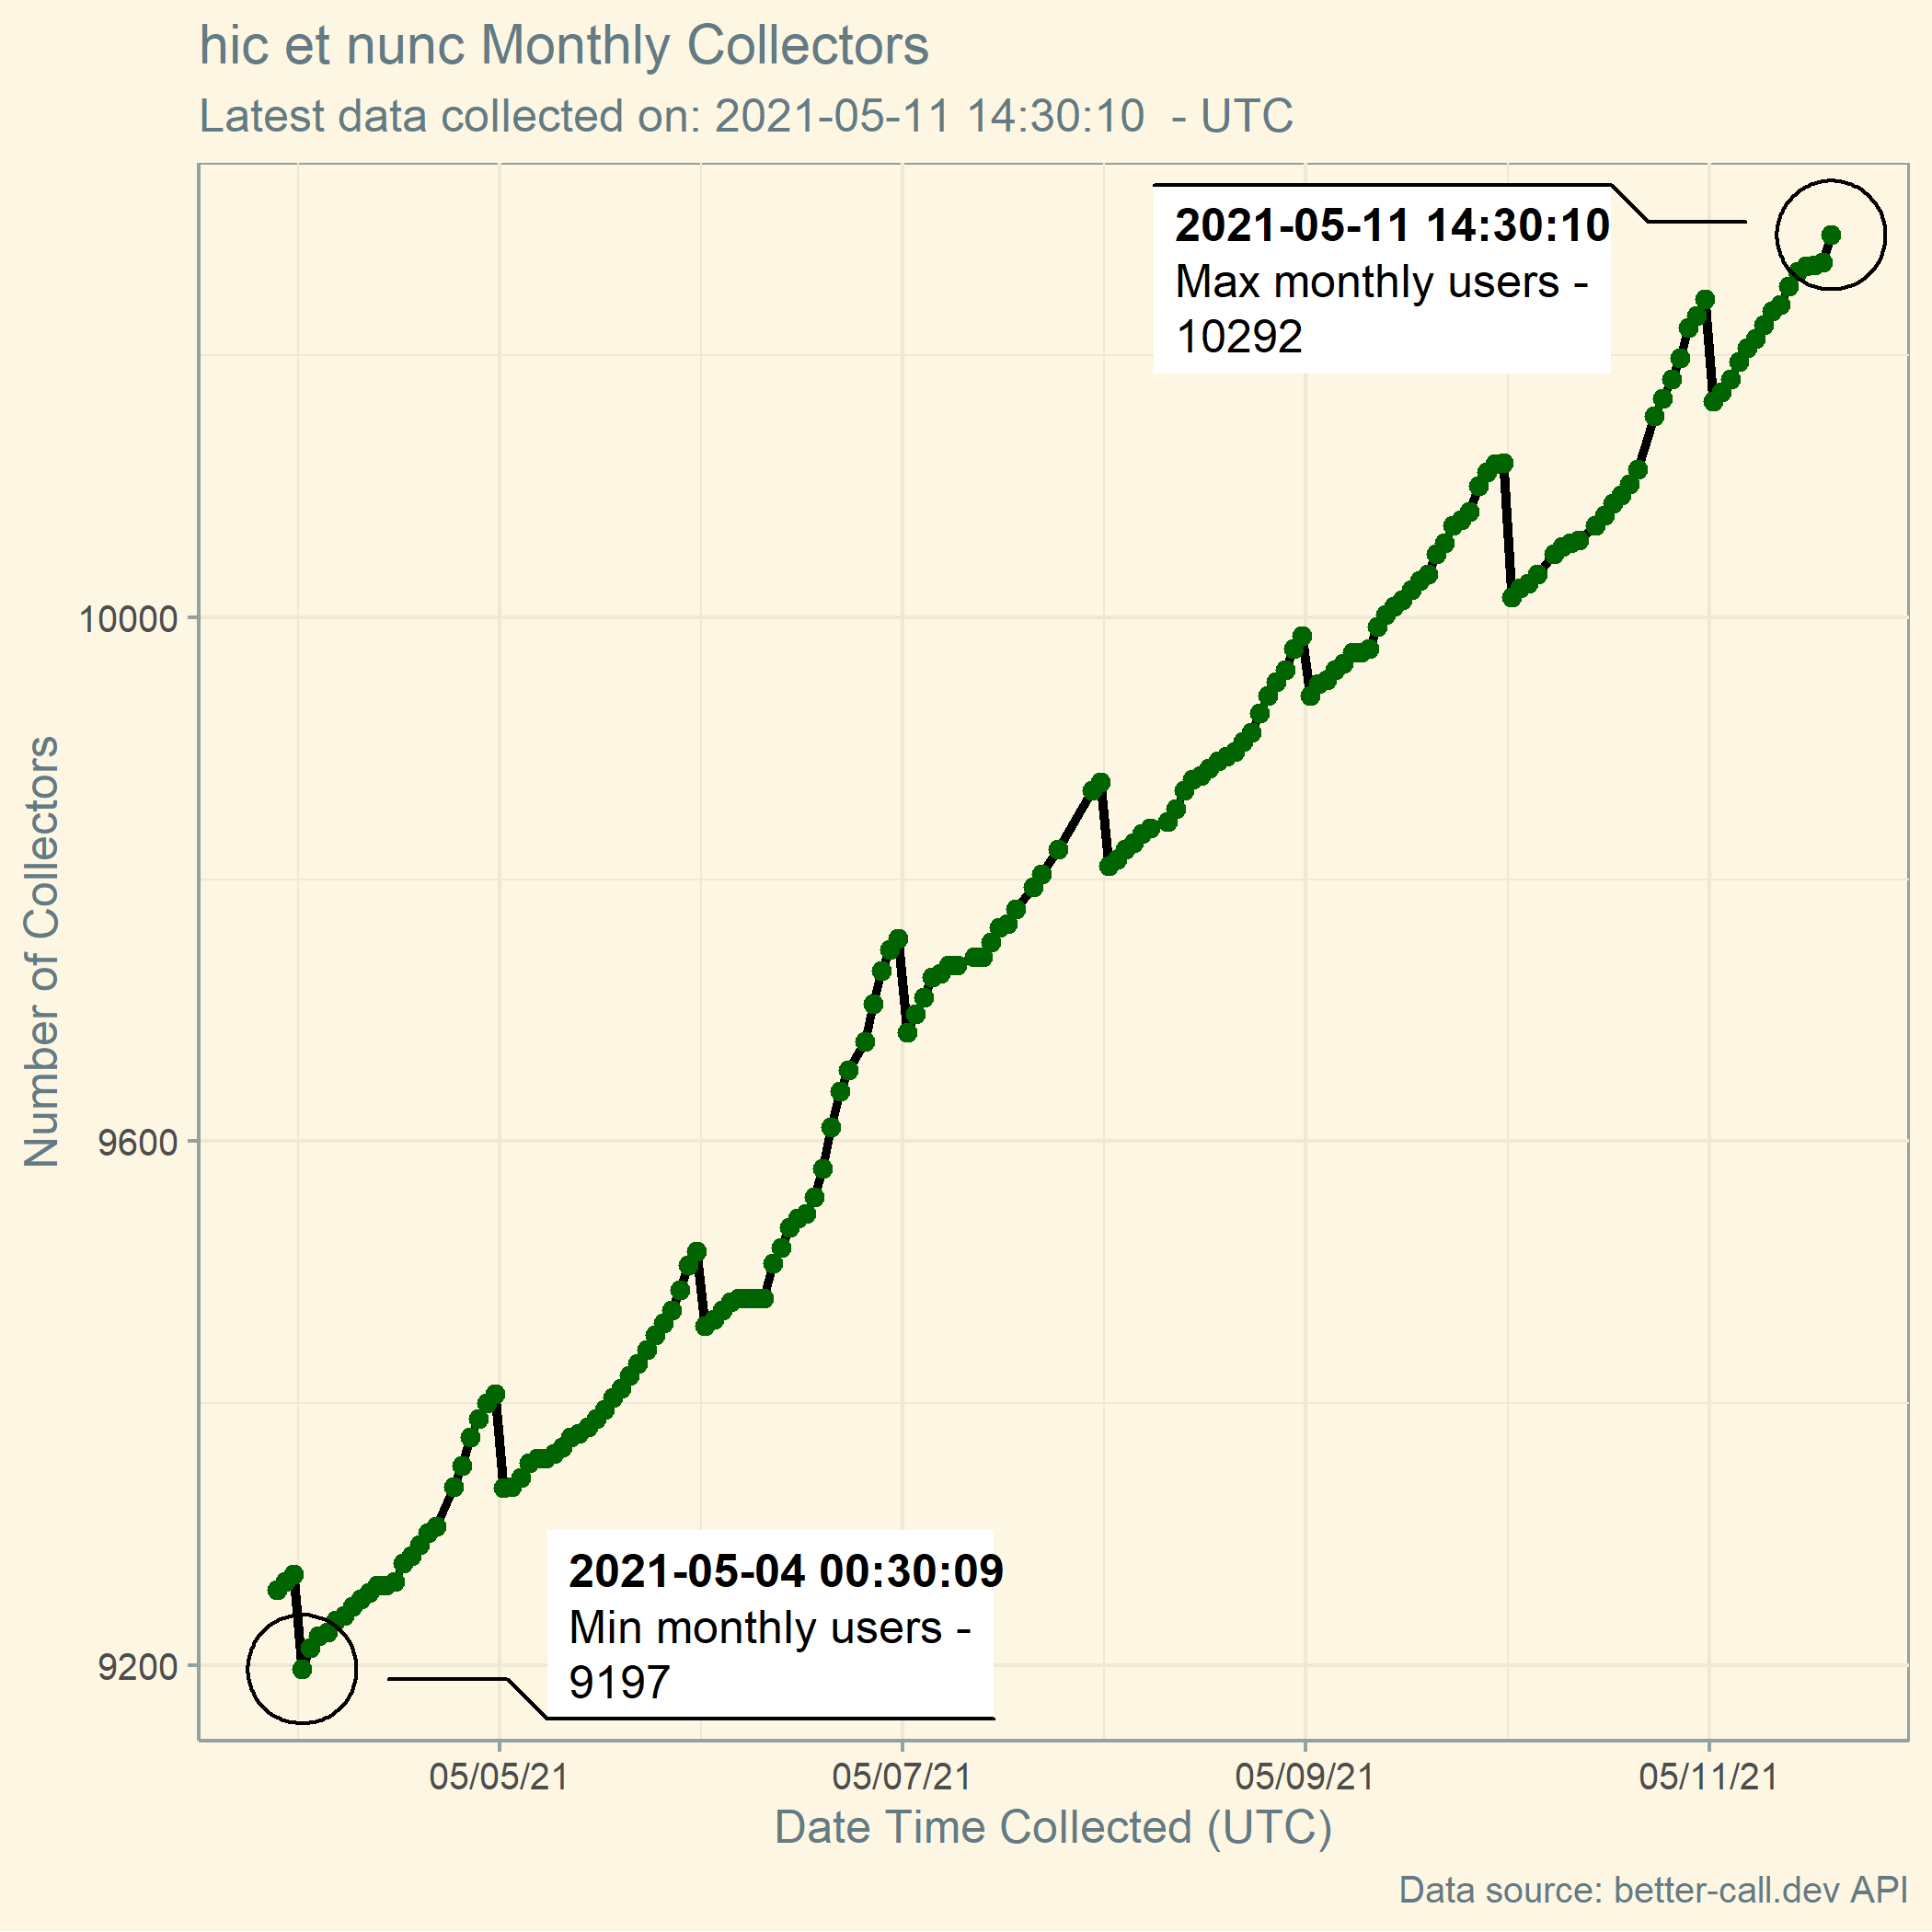 hic et nunc Monthly Collectors
Latest data collected on: 2021-05-11 14:30:10  - UTC
2021-05-11 14:30:10
Max monthly users -
10292
10000
9600
9200
Number of Collectors
2021-05-04 00:30:09
Min monthly users -
9197
05/05/21
05/07/21
05/09/21
05/11/21
Date Time Collected (UTC)
Data source: better-call.dev API